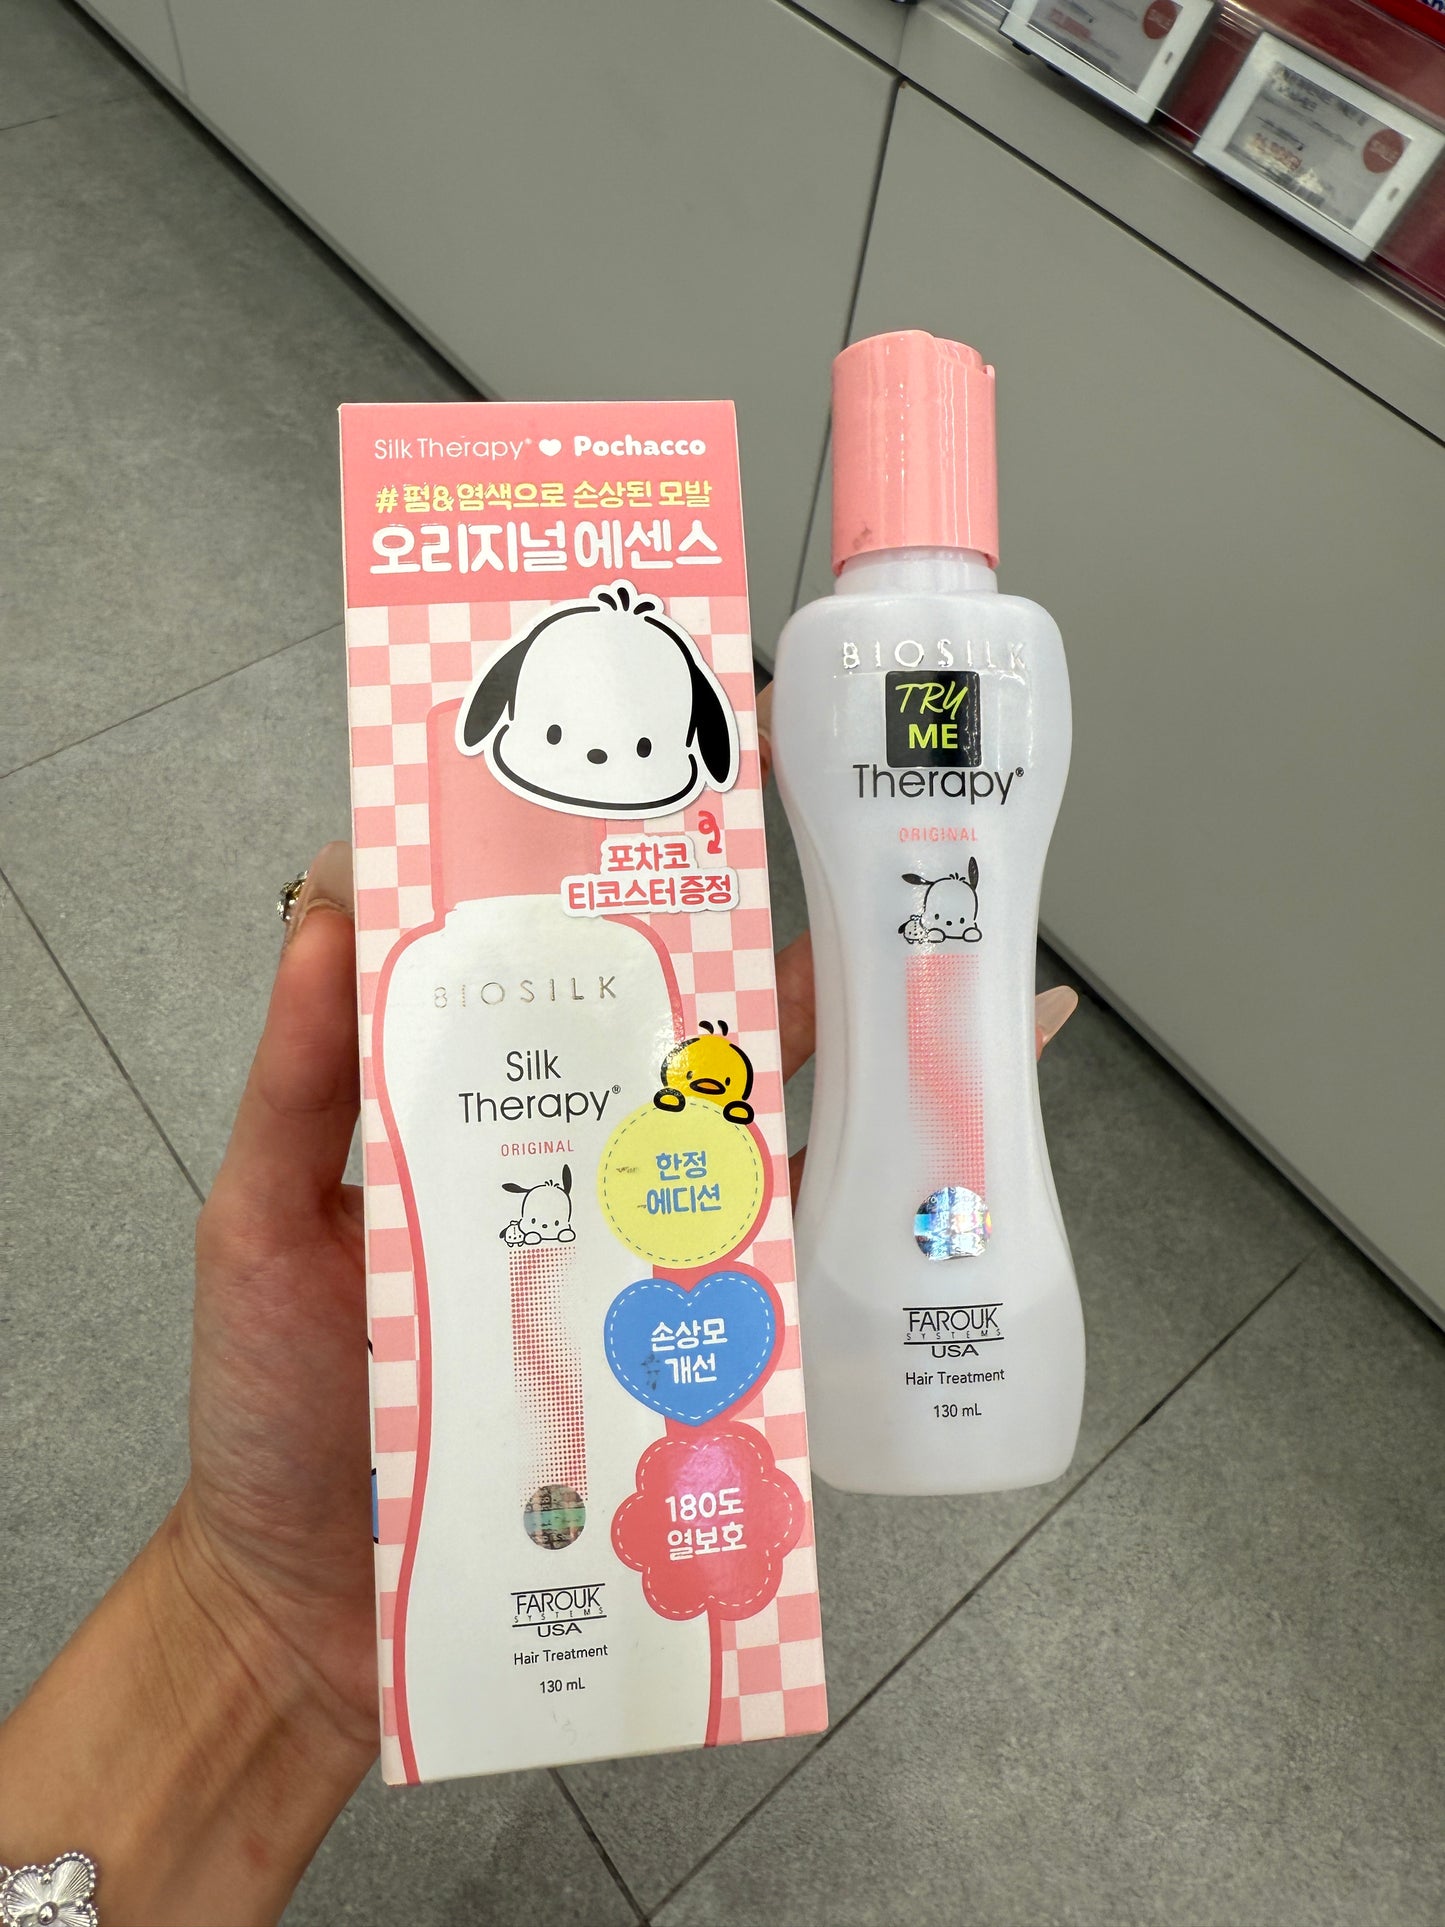 Silk Therapy® ♥ Pochacco
#펌&염색으로 손상된 모발
오리지널 에센스
포차코
티코스터 증정
BIOSILK
Silk
Therapy®
ORIGINAL
한정
에디션
손상모
개선
180도
열보호
FAROUK
SYSTEMS
USA
Hair Treatment
130 mL
BIOSILK
TRY
ME
Therapy®
ORIGINAL
FAROUK
SYSTEMS
USA
Hair Treatment
130 mL
SALE
SALE